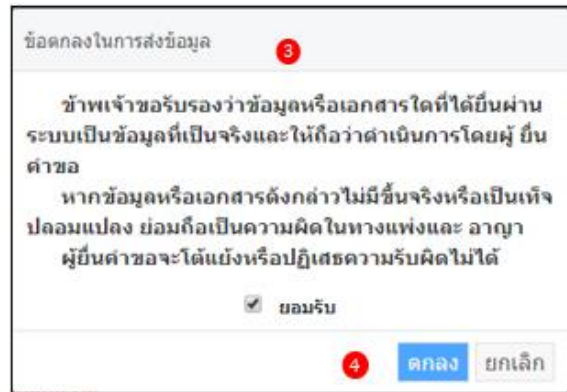 ข้อตกลงในการส่งข้อมูล
3
ข้าพเจ้าขอรับรองว่าข้อมูลหรือเอกสารใดที่ได้ยื่นผ่าน
ระบบเป็นข้อมูลที่เป็นจริงและให้ถือว่าดำเนินการโดยผู้ ยื่น
คำขอ
หากข้อมูลหรือเอกสารดังกล่าวไม่มีขึ้นจริงหรือเป็นเท็จ
ปลอมแปลง ย่อมถือเป็นความผิดในทางแพ่งและ อาญา
ผู้ยื่นคำขอจะโต้แย้งหรือปฏิเสธความรับผิดไม่ได้
ยอมรับ
4 ตกลง ยกเลิก